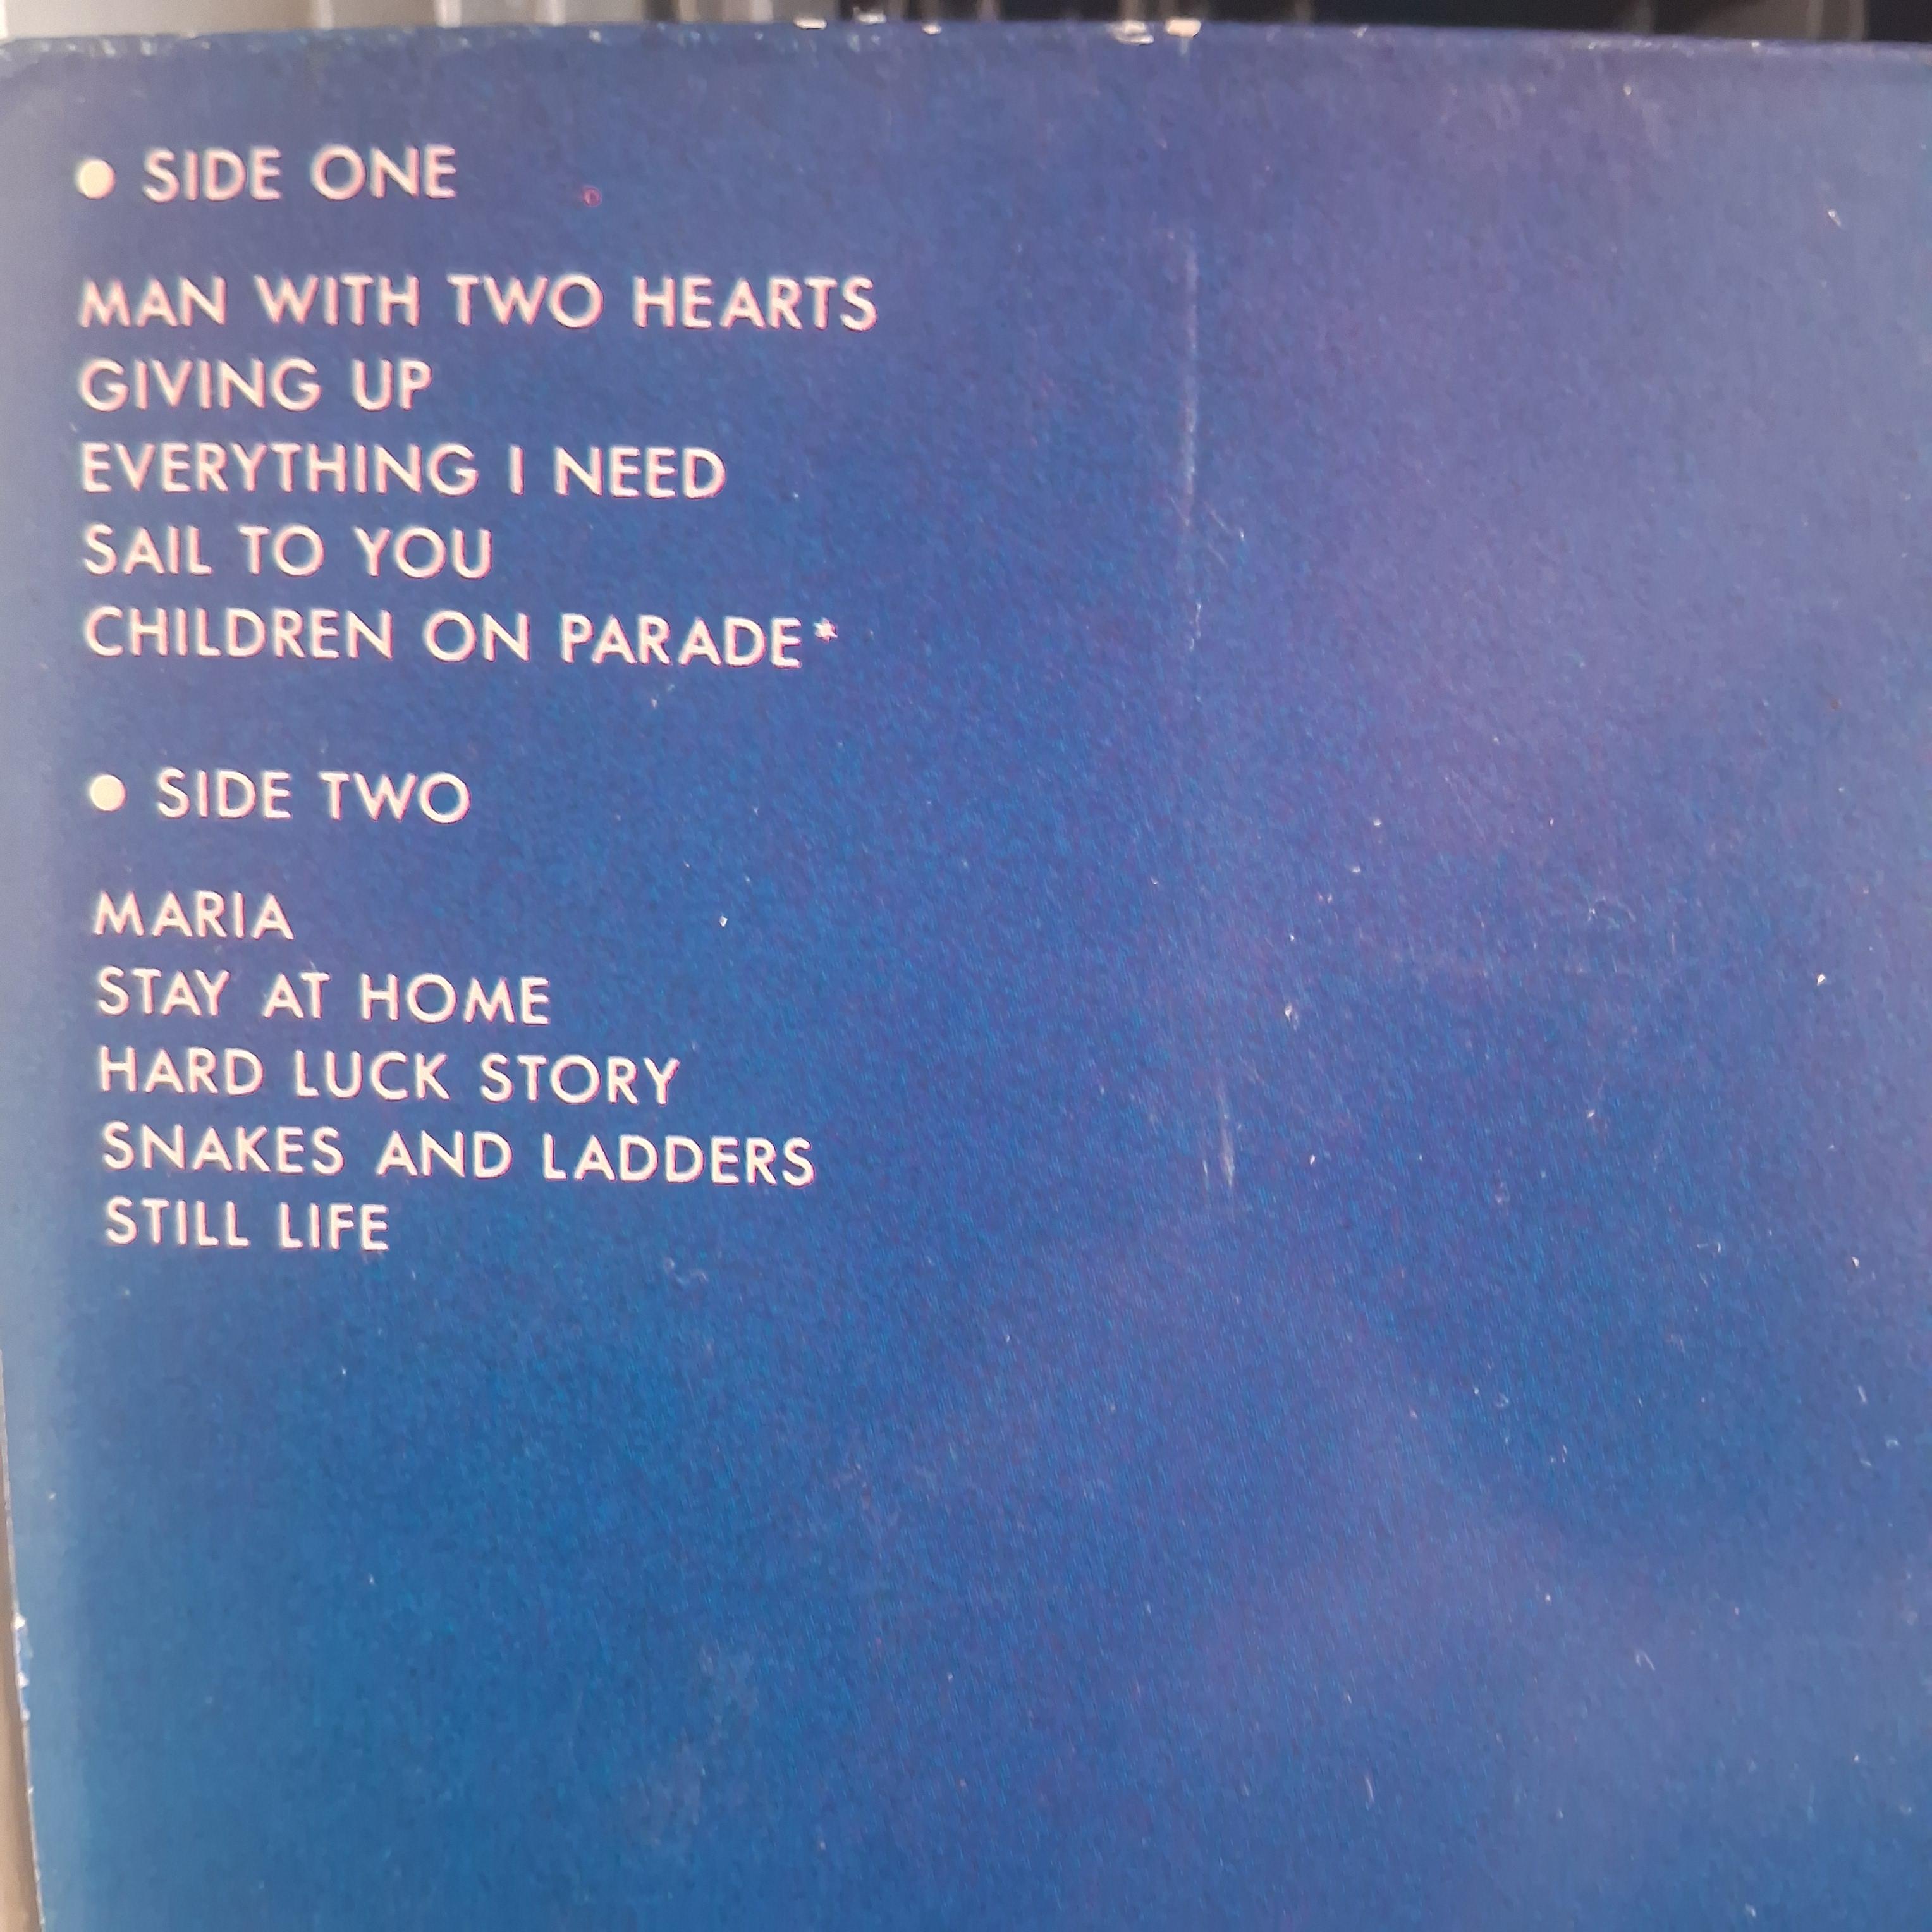 ● SIDE ONE
MAN WITH TWO HEARTS
GIVING UP
EVERYTHING I NEED
SAIL TO YOU
CHILDREN ON PARADE*
● SIDE TWO
MARIA
STAY AT HOME
HARD LUCK STORY
SNAKES AND LADDERS
STILL LIFE